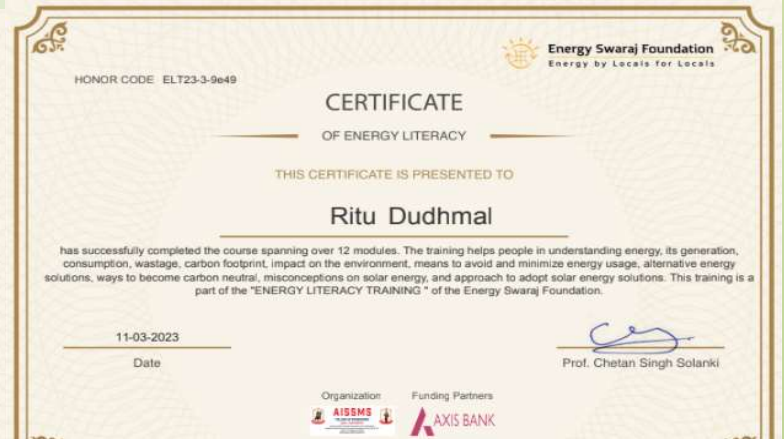 Energy Swaraj Foundation
Energy by Locals for Locals
HONOR CODE ELT23-3-9e49
CERTIFICATE
OF ENERGY LITERACY
THIS CERTIFICATE IS PRESENTED TO
Ritu Dudhmal
has successfully completed the course spanning over 12 modules. The training helps people in understanding energy, its generation,
consumption, wastage, carbon footprint, impact on the environment, means to avoid and minimize energy usage, alternative energy
solutions, ways to become carbon neutral, misconceptions on solar energy, and approach to adopt solar energy solutions. This training is a
part of the "ENERGY LITERACY TRAINING " of the Energy Swaraj Foundation.
11-03-2023
Date
Prof. Chetan Singh Solanki
Organization
Funding Partners
AISSMS
AXIS BANK